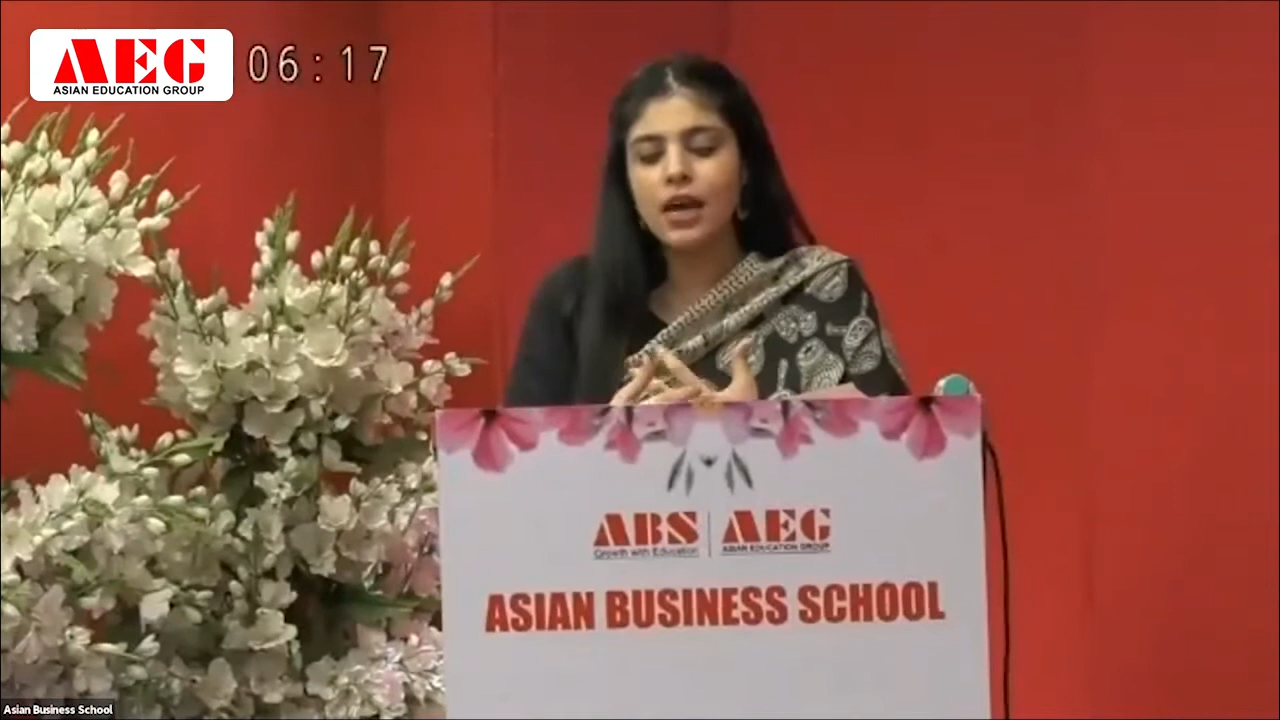 AEG
ASIAN EDUCATION GROUP
06:17
ABS
Growth with Education
AEG
ASIAN EDUCATION GROUP
ASIAN BUSINESS SCHOOL
Asian Business School